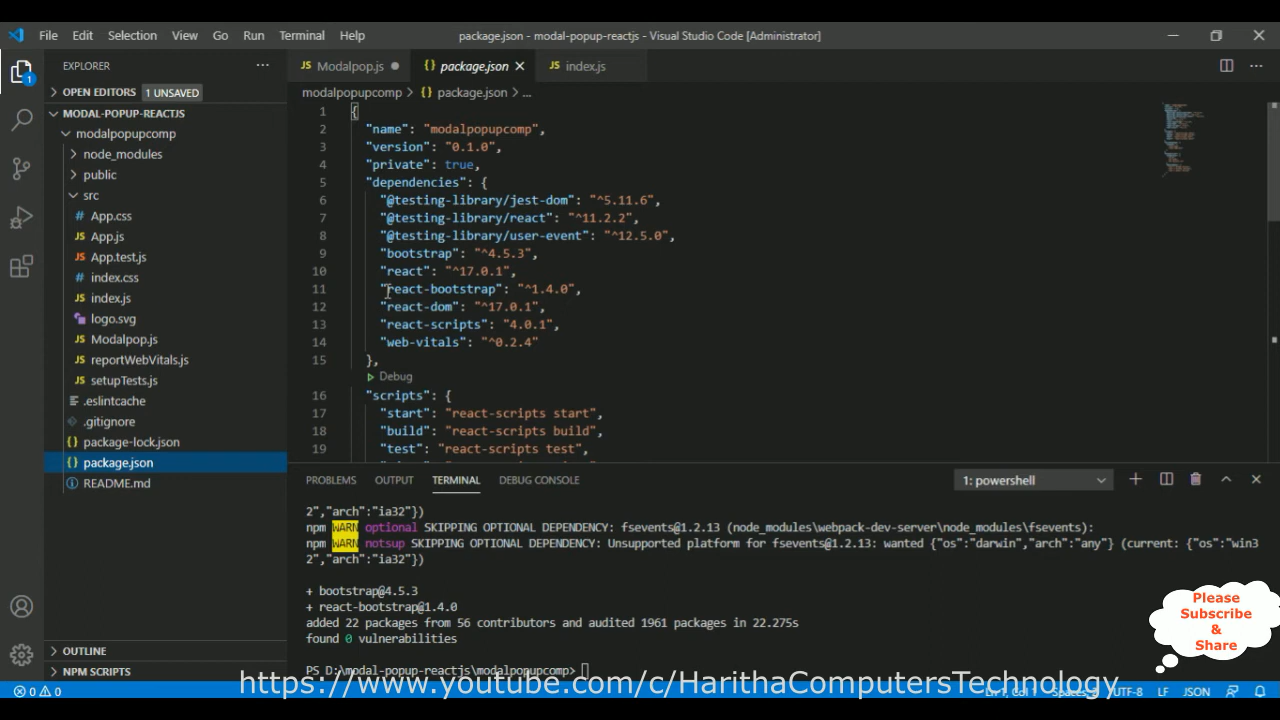 File Edit Selection View Go Run Terminal Help
package.json - modal-popup-reactjs - Visual Studio Code [Administrator]
EXPLORER
OPEN EDITORS 1 UNSAVED
MODAL-POPUP-REACTJS
modalpopupcomp
node_modules
public
src
# App.css
JS App.js
JS App.test.js
# index.css
JS index.js
logo.svg
JS Modalpop.js
JS reportWebVitals.js
JS setupTests.js
.eslintcache
.gitignore
{} package-lock.json
{} package.json
README.md
OUTLINE
NPM SCRIPTS
1
JS Modalpop.js
{} package.json
JS index.js
modalpopupcomp > {} package.json > ...
1 {
2 "name": "modalpopupcomp",
3 "version": "0.1.0",
4 "private": true,
5 "dependencies": {
6 "@testing-library/jest-dom": "^5.11.6",
7 "@testing-library/react": "^11.2.2",
8 "@testing-library/user-event": "^12.5.0",
9 "bootstrap": "^4.5.3",
10 "react": "^17.0.1",
11 "react-bootstrap": "^1.4.0",
12 "react-dom": "^17.0.1",
13 "react-scripts": "4.0.1",
14 "web-vitals": "^0.2.4"
15 },
Debug
16 "scripts": {
17 "start": "react-scripts start",
18 "build": "react-scripts build",
19 "test": "react-scripts test",
PROBLEMS OUTPUT TERMINAL DEBUG CONSOLE
1: powershell
2","arch":"ia32"})
npm WARN optional SKIPPING OPTIONAL DEPENDENCY: fsevents@1.2.13 (node_modules\webpack-dev-server\node_modules\fsevents):
npm WARN notsup SKIPPING OPTIONAL DEPENDENCY: Unsupported platform for fsevents@1.2.13: wanted {"os":"darwin","arch":"any"} (current: {"os":"win3
2","arch":"ia32"})
+ bootstrap@4.5.3
+ react-bootstrap@1.4.0
added 22 packages from 56 contributors and audited 1961 packages in 22.275s
found 0 vulnerabilities
PS D:\modal-popup-reactjs\modalpopupcomp>
Please
Subscribe
&
Share
https://www.youtube.com/c/HarithaComputersTechnology
0 0
UTF-8 LF JSON